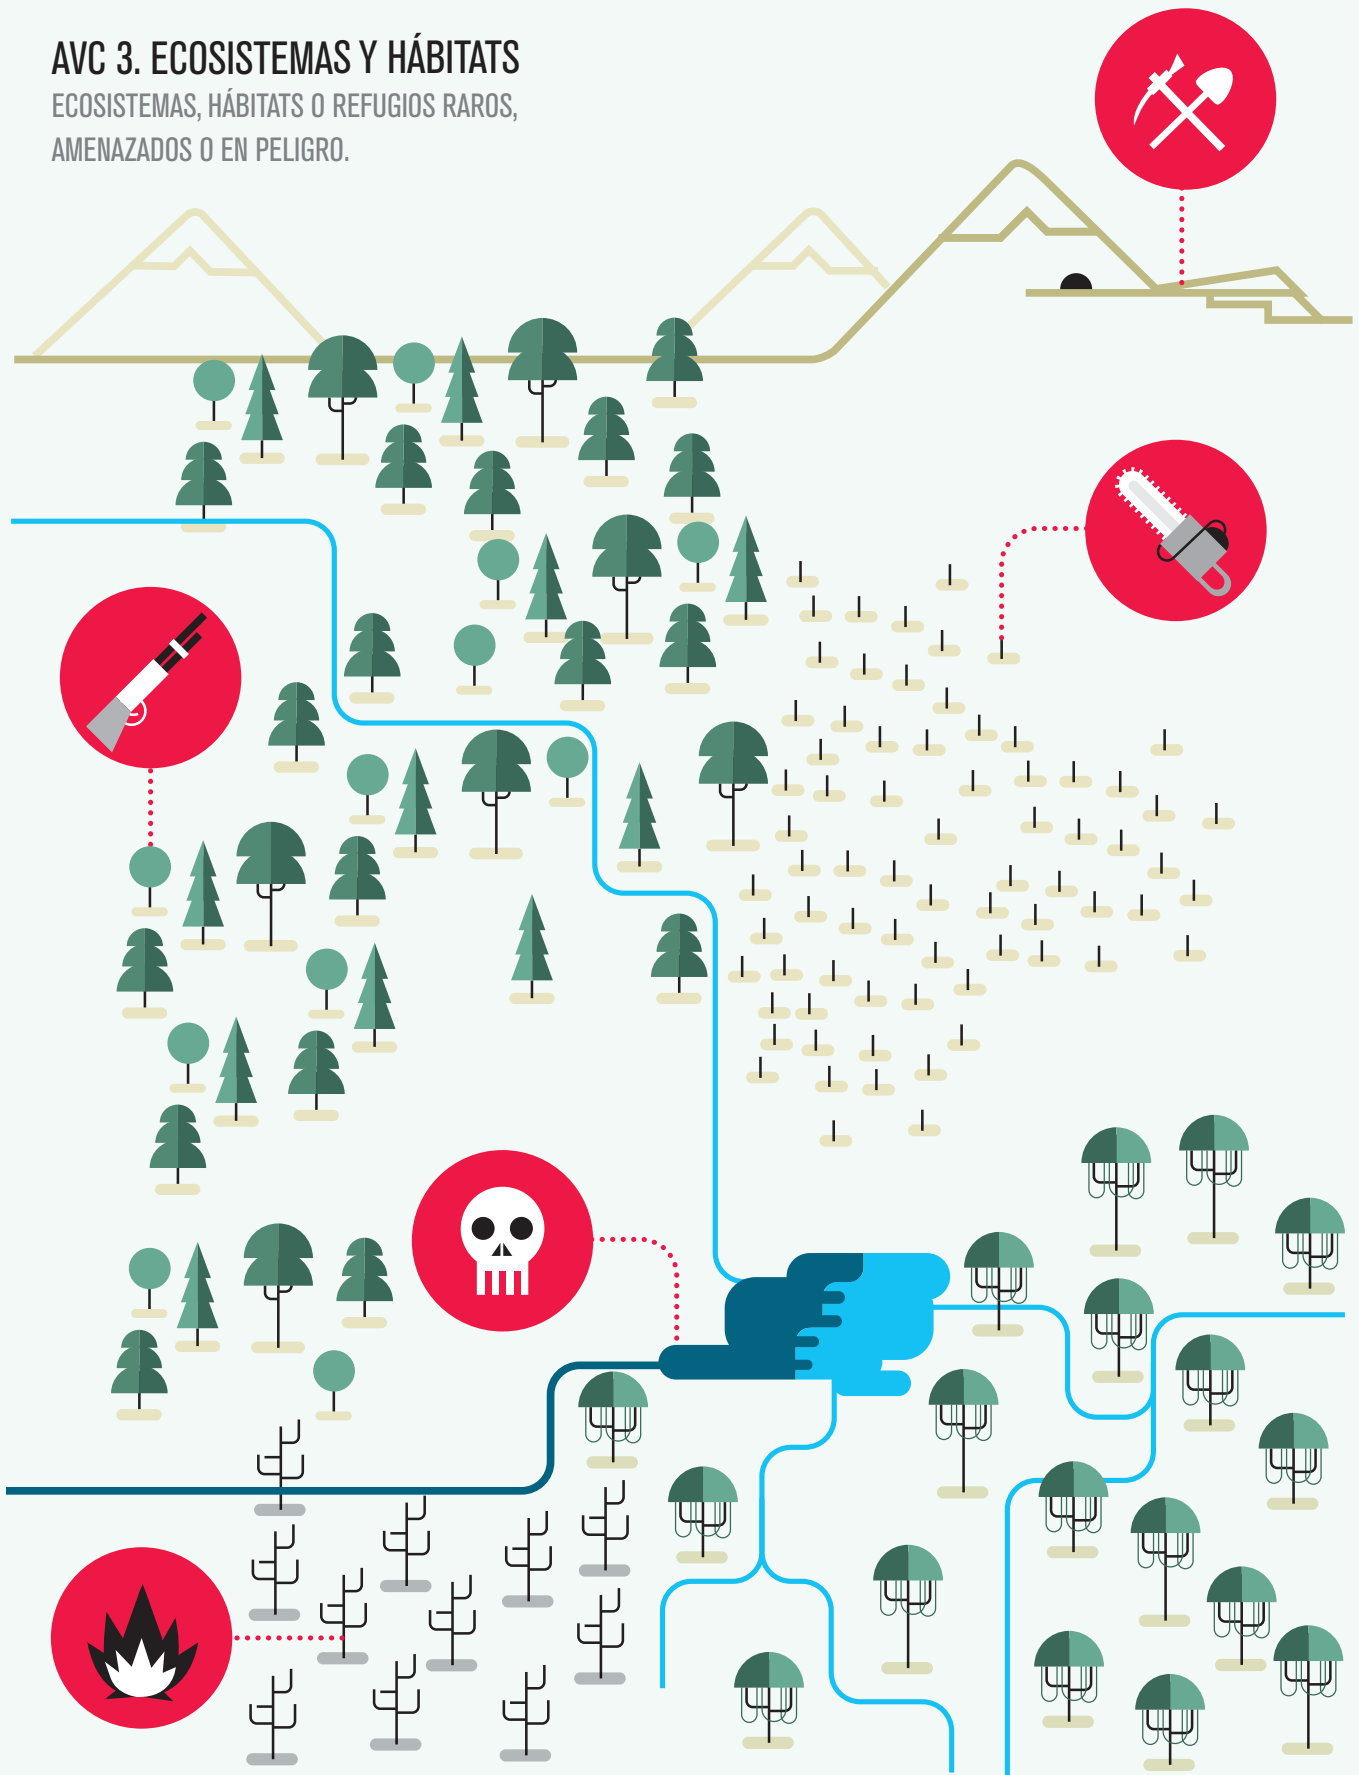 AVC 3. ECOSISTEMAS Y HÁBITATS
ECOSISTEMAS, HÁBITATS O REFUGIOS RAROS,
AMENAZADOS O EN PELIGRO.